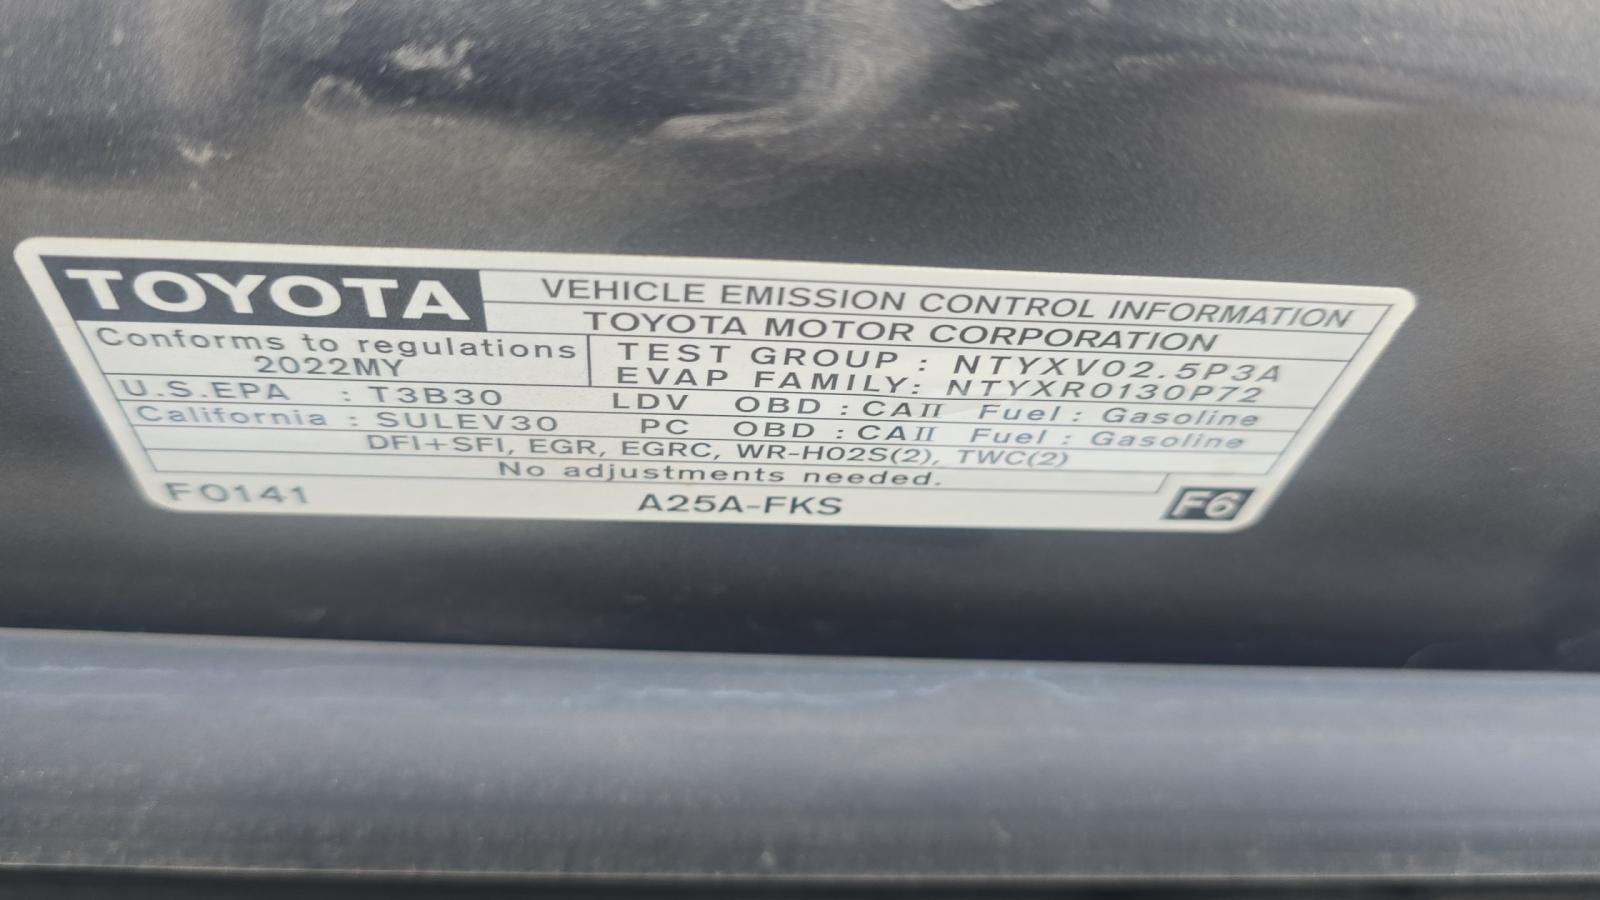 TOYOTA VEHICLE EMISSION CONTROL INFORMATION
TOYOTA MOTOR CORPORATION
Conforms to regulations
2022MY
TEST GROUP : NTYXV02.5P3A
EVAP FAMILY: NTYXR0130P72
U.S.EPA : T3B30 LDV OBD : CAII Fuel : Gasoline
California : SULEV30 PC OBD : CAII Fuel : Gasoline
DFI+SFI, EGR, EGRC, WR-HO2S(2), TWC(2)
No adjustments needed.
F0141 A25A-FKS F6